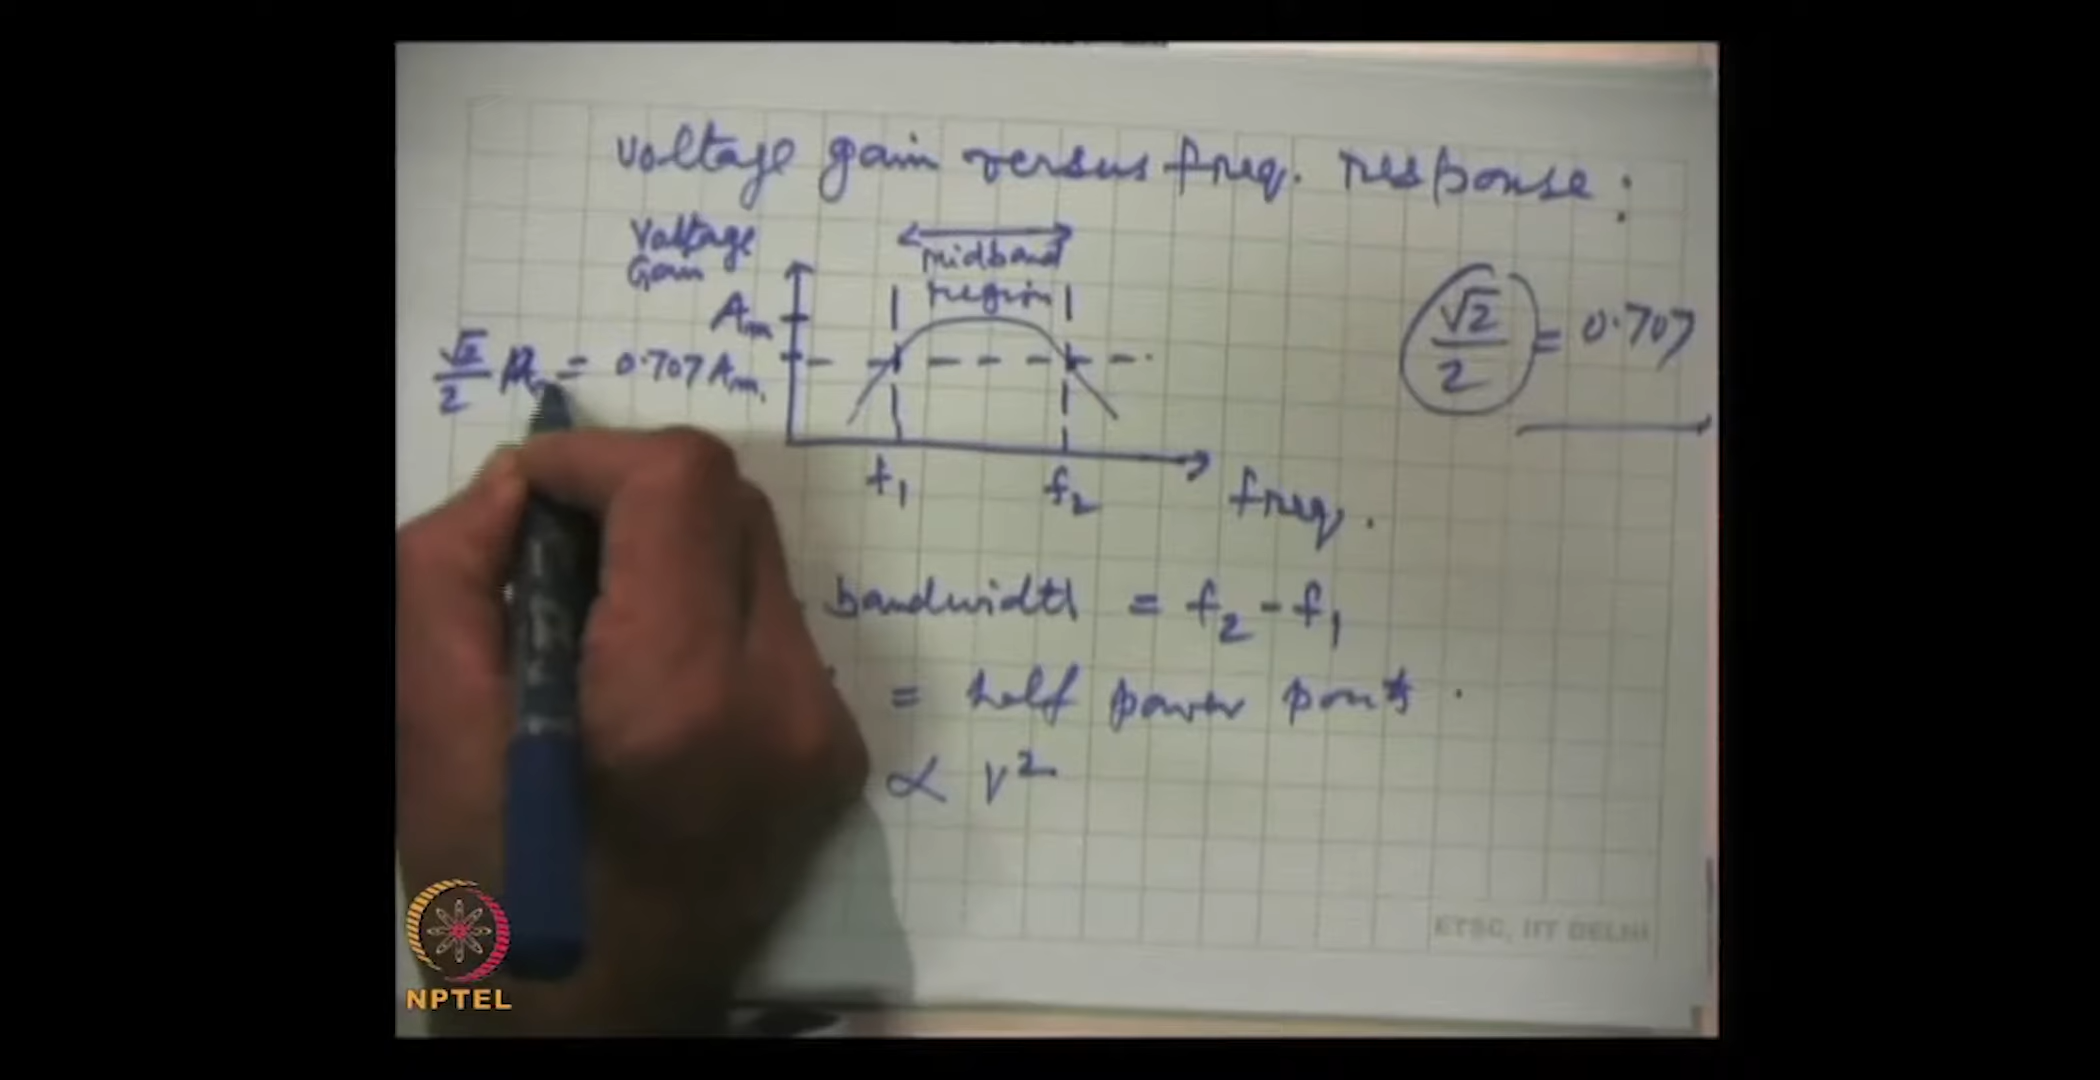 Voltage gain versus freq. response:
Voltage
Gain
midband
region
Am
√2/2 = 0.707
√2/2 Am = 0.707 Am.
f1 f2 freq.
bandwidth = f2 - f1
= half power points.
∝ V²
ETSC, IIT DELHI
NPTEL